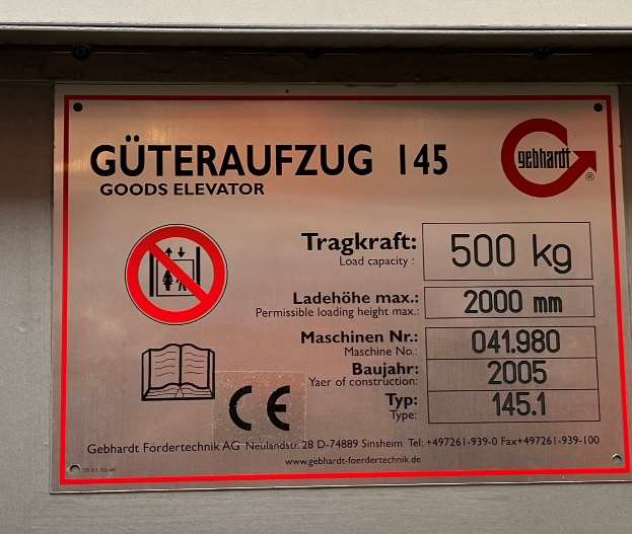 GÜTERAUFZUG 145
GOODS ELEVATOR
gebhardt
®
Tragkraft:
Load capacity :
500 kg
Ladehöhe max.:
Permissible loading height max.:
2000 mm
Maschinen Nr.:
Maschine No.:
041.980
Baujahr:
Yaer of construction:
2005
Typ:
Type:
145.1
CE
Gebhardt Fördertechnik AG Neulandstr. 28 D-74889 Sinsheim Tel: +497261-939-0 Fax+497261-939-100
www.gebhardt-foerdertechnik.de